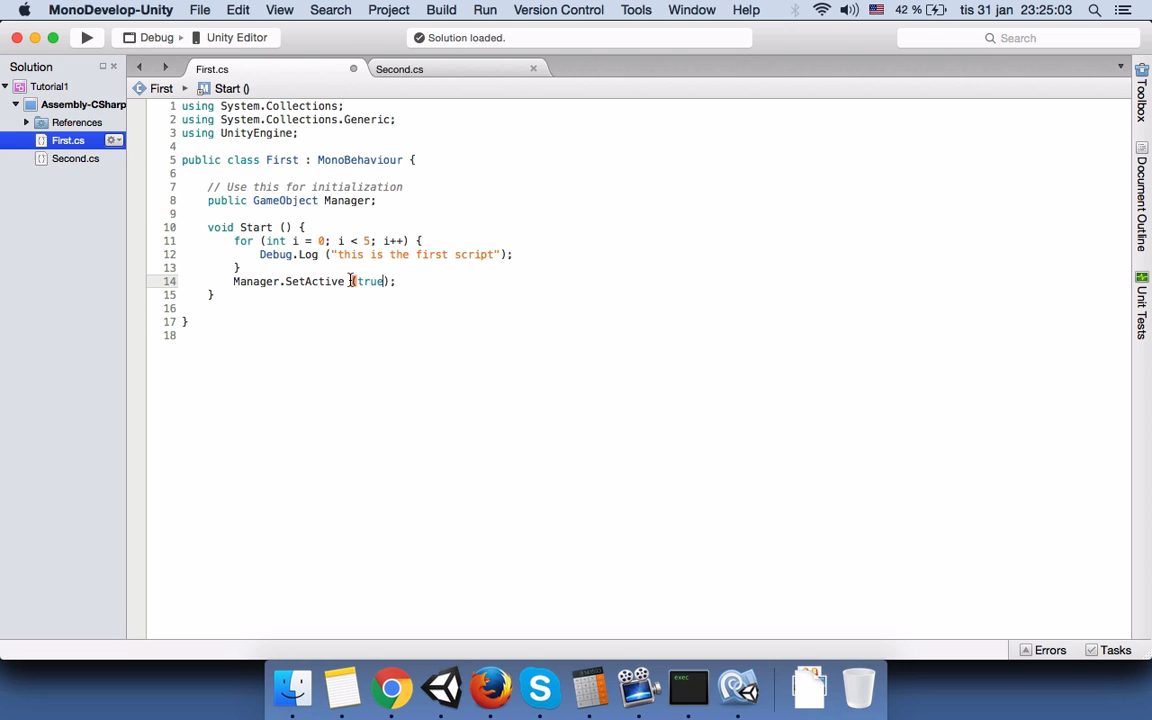 MonoDevelop-Unity File Edit View Search Project Build Run Version Control Tools Window Help 42 % tis 31 jan 23:25:03
Debug Unity Editor Solution loaded. Search
Solution
Tutorial1
Assembly-CSharp
References
First.cs
Second.cs
First.cs Second.cs
First Start ()
1 using System.Collections;
2 using System.Collections.Generic;
3 using UnityEngine;
4
5 public class First : MonoBehaviour {
6
7 // Use this for initialization
8 public GameObject Manager;
9
10 void Start () {
11 for (int i = 0; i < 5; i++) {
12 Debug.Log ("this is the first script");
13 }
14 Manager.SetActive (true);
15 }
16
17 }
18
Toolbox
Document Outline
Unit Tests
Errors Tasks
exec